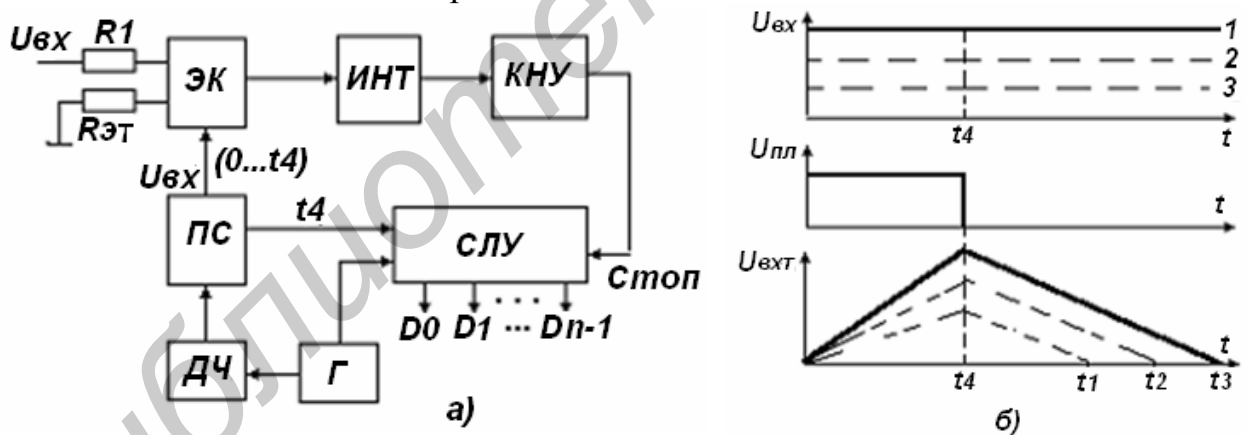 Uвх
R1
Rэт
ЭК
ИНТ
КНУ
Uвх
(0...t4)
ПС
t4
СЛУ
Стоп
D0 D1 ... Dn-1
ДЧ
Г
а)
Uвх
1
2
3
t4
t
Uпл
t
Uвхт
t
t4
t1
t2
t3
б)